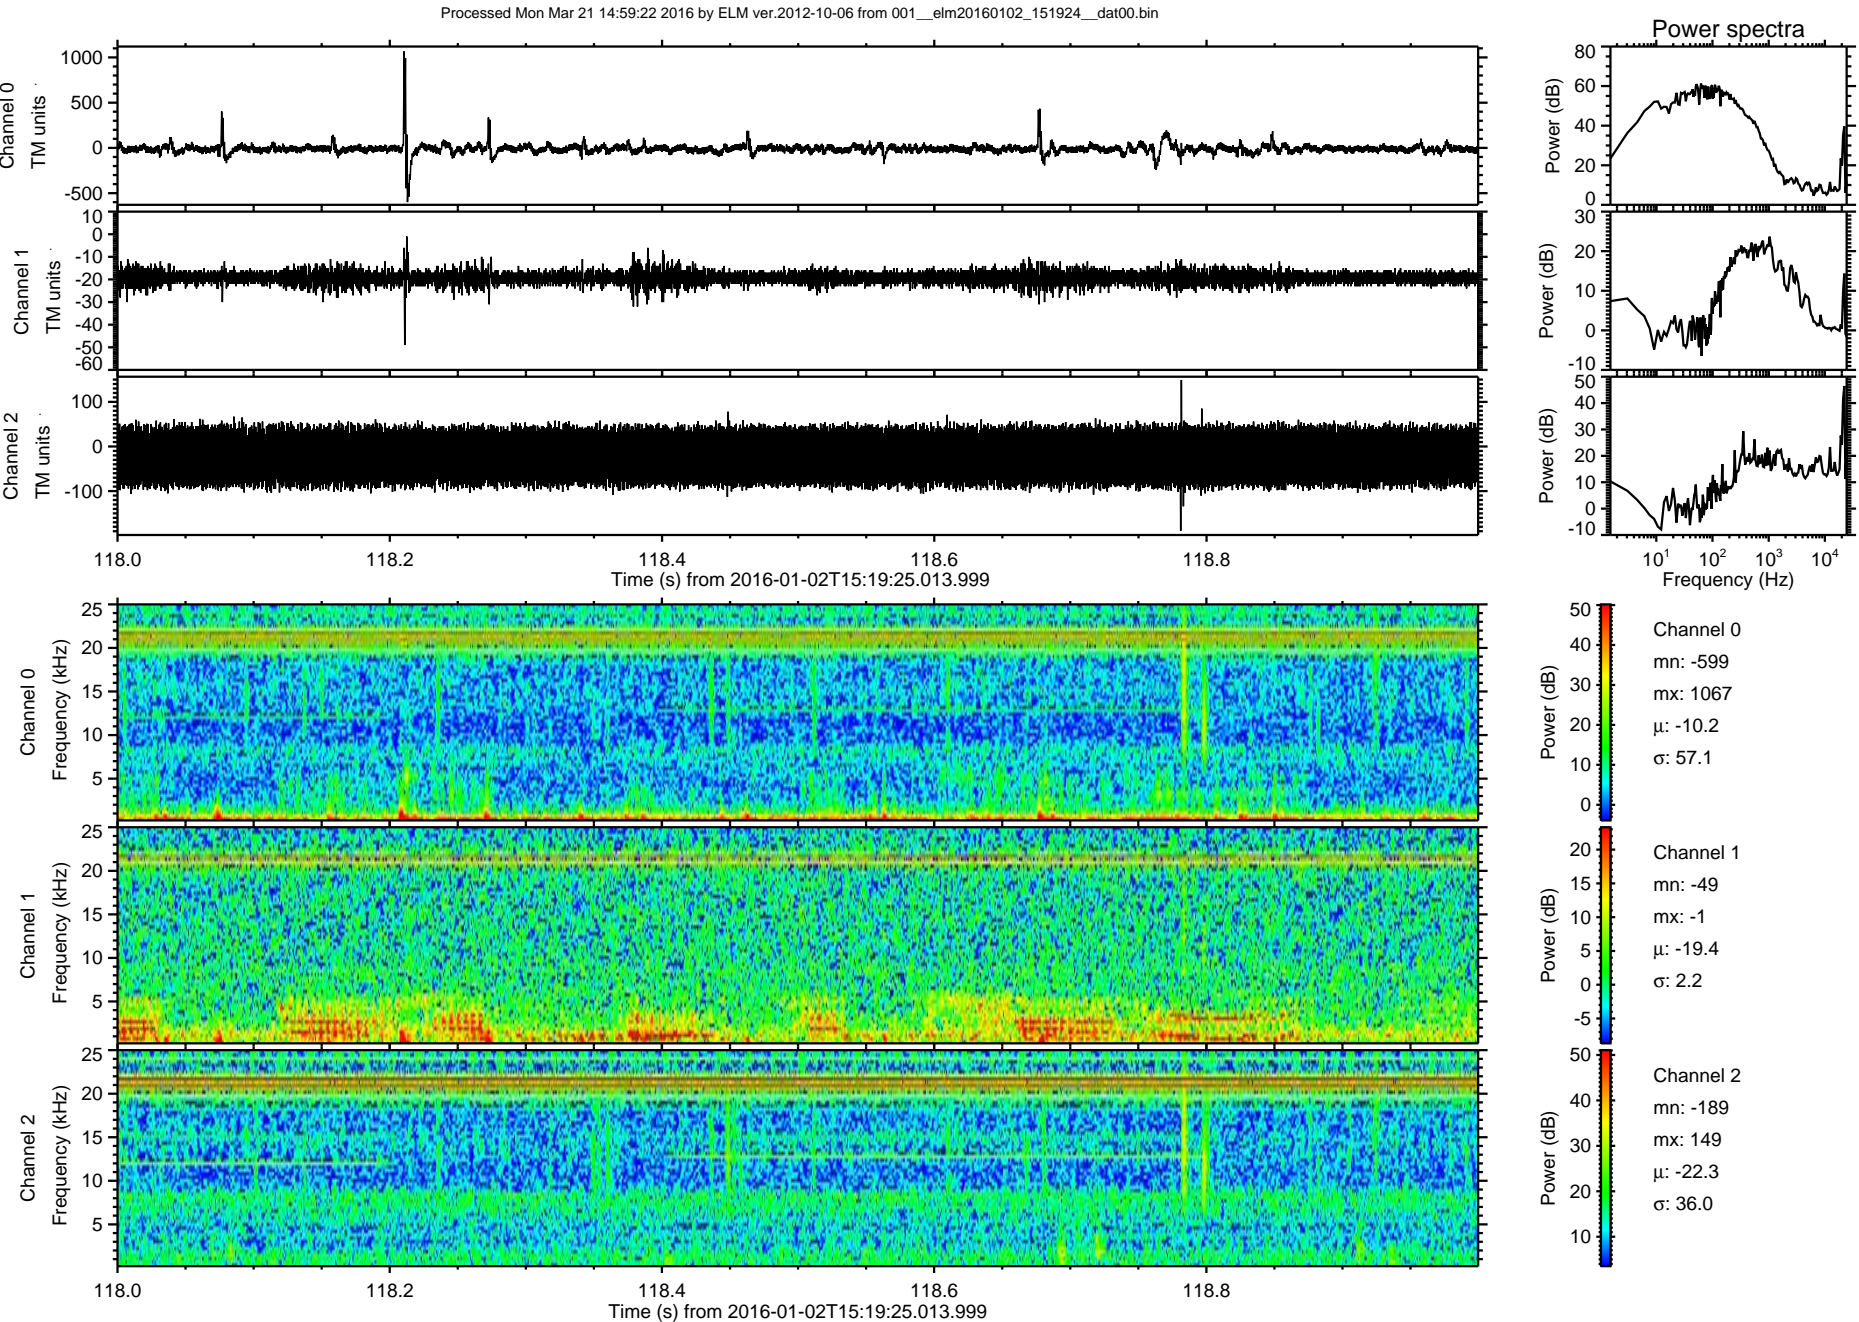 Processed Mon Mar 21 14:59:22 2016 by ELM ver.2012-10-06 from 001__elm20160102_151924__dat00.bin
Power spectra
Channel 0
TM units
1000
500
0
-500
Power (dB)
80
60
40
20
0
Channel 1
TM units
10
0
-10
-20
-30
-40
-50
-60
Power (dB)
30
20
10
0
-10
Channel 2
TM units
100
0
-100
Power (dB)
50
40
30
20
10
0
-10
118.0 118.2 118.4 118.6 118.8
Time (s) from 2016-01-02T15:19:25.013.999
10^1 10^2 10^3 10^4
Frequency (Hz)
Channel 0
Frequency (kHz)
25
20
15
10
5
Power (dB)
50
40
30
20
10
0
Channel 0
mn: -599
mx: 1067
μ: -10.2
σ: 57.1
Channel 1
Frequency (kHz)
25
20
15
10
5
Power (dB)
20
15
10
5
0
-5
Channel 1
mn: -49
mx: -1
μ: -19.4
σ: 2.2
Channel 2
Frequency (kHz)
25
20
15
10
5
Power (dB)
50
40
30
20
10
Channel 2
mn: -189
mx: 149
μ: -22.3
σ: 36.0
118.0 118.2 118.4 118.6 118.8
Time (s) from 2016-01-02T15:19:25.013.999